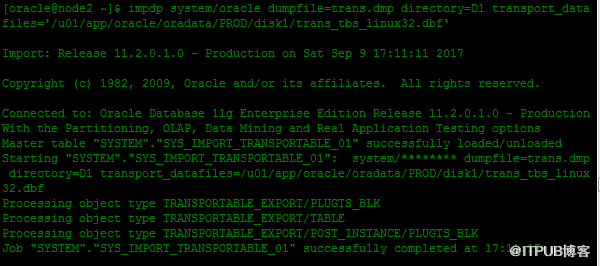 [oracle@node2 ~]$ impdp system/oracle dumpfile=trans.dmp directory=D1 transport_data
files='/u01/app/oracle/oradata/PROD/disk1/trans_tbs_linux32.dbf'
Import: Release 11.2.0.1.0 - Production on Sat Sep 9 17:11:11 2017
Copyright (c) 1982, 2009, Oracle and/or its affiliates.  All rights reserved.
Connected to: Oracle Database 11g Enterprise Edition Release 11.2.0.1.0 - Production
With the Partitioning, OLAP, Data Mining and Real Application Testing options
Master table "SYSTEM"."SYS_IMPORT_TRANSPORTABLE_01" successfully loaded/unloaded
Starting "SYSTEM"."SYS_IMPORT_TRANSPORTABLE_01":  system/******** dumpfile=trans.dmp
 directory=D1 transport_datafiles=/u01/app/oracle/oradata/PROD/disk1/trans_tbs_linux
32.dbf
Processing object type TRANSPORTABLE_EXPORT/PLUGTS_BLK
Processing object type TRANSPORTABLE_EXPORT/TABLE
Processing object type TRANSPORTABLE_EXPORT/POST_INSTANCE/PLUGTS_BLK
Job "SYSTEM"."SYS_IMPORT_TRANSPORTABLE_01" successfully completed at
@ITPUB博客